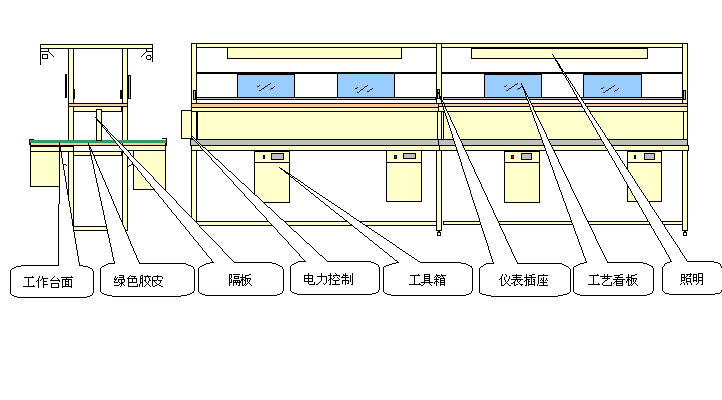 工作台面
绿色胶皮
隔板
电力控制
工具箱
仪表插座
工艺看板
照明